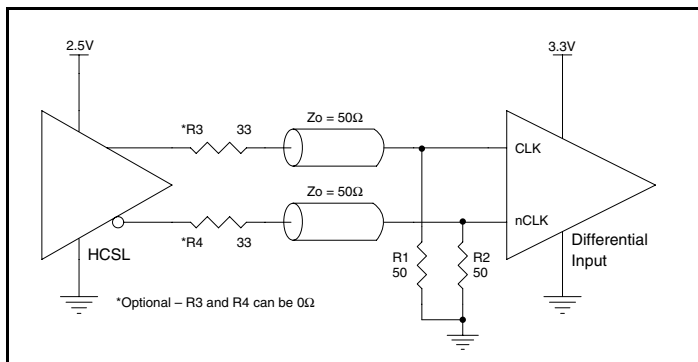 2.5V
3.3V
*R3 33
Zo = 50Ω
CLK
*R4 33
Zo = 50Ω
nCLK
HCSL
R1
50
R2
50
Differential
Input
*Optional – R3 and R4 can be 0Ω